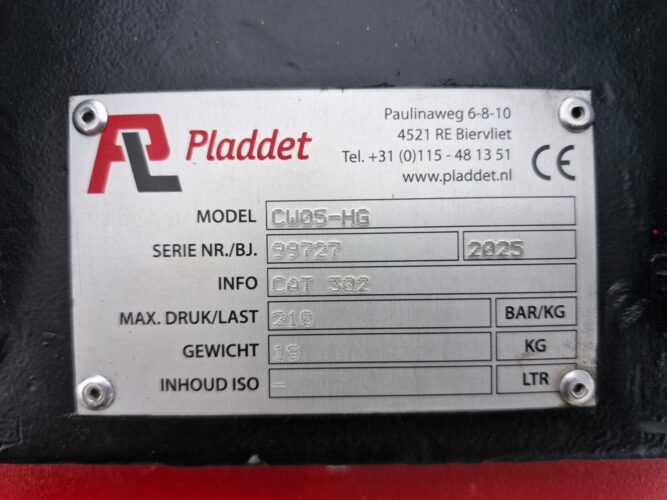 PL Pladdet
Paulinaweg 6-8-10
4521 RE Biervliet
Tel. +31 (0)115 - 48 13 51
www.pladdet.nl
CE
MODEL CW05-HG
SERIE NR./BJ. 99727 2025
INFO CAT 302
MAX. DRUK/LAST 210 BAR/KG
GEWICHT 19 KG
INHOUD ISO - LTR